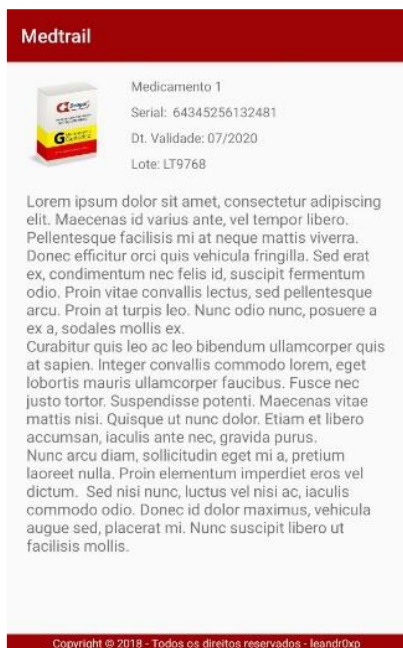 Medtrail
Medicamento 1
Serial: 64345256132481
Dt. Validade: 07/2020
Lote: LT9768
G
Lorem ipsum dolor sit amet, consectetur adipiscing
elit. Maecenas id varius ante, vel tempor libero.
Pellentesque facilisis mi at neque mattis viverra.
Donec efficitur orci quis vehicula fringilla. Sed erat
ex, condimentum nec felis id, suscipit fermentum
odio. Proin vitae convallis lectus, sed pellentesque
arcu. Proin at turpis leo. Nunc odio nunc, posuere a
ex a, sodales mollis ex.
Curabitur quis leo ac leo bibendum ullamcorper quis
at sapien. Integer convallis commodo lorem, eget
lobortis mauris ullamcorper faucibus. Fusce nec
justo tortor. Suspendisse potenti. Maecenas vitae
mattis nisi. Quisque ut nunc dolor. Etiam et libero
accumsan, iaculis ante nec, gravida purus.
Nunc arcu diam, sollicitudin eget mi a, pretium
laoreet nulla. Proin elementum imperdiet eros vel
dictum. Sed nisi nunc, luctus vel nisi ac, iaculis
commodo odio. Donec id dolor maximus, vehicula
augue sed, placerat mi. Nunc suscipit libero ut
facilisis mollis.
Copyright © 2018 - Todos os direitos reservados - leandr0xp